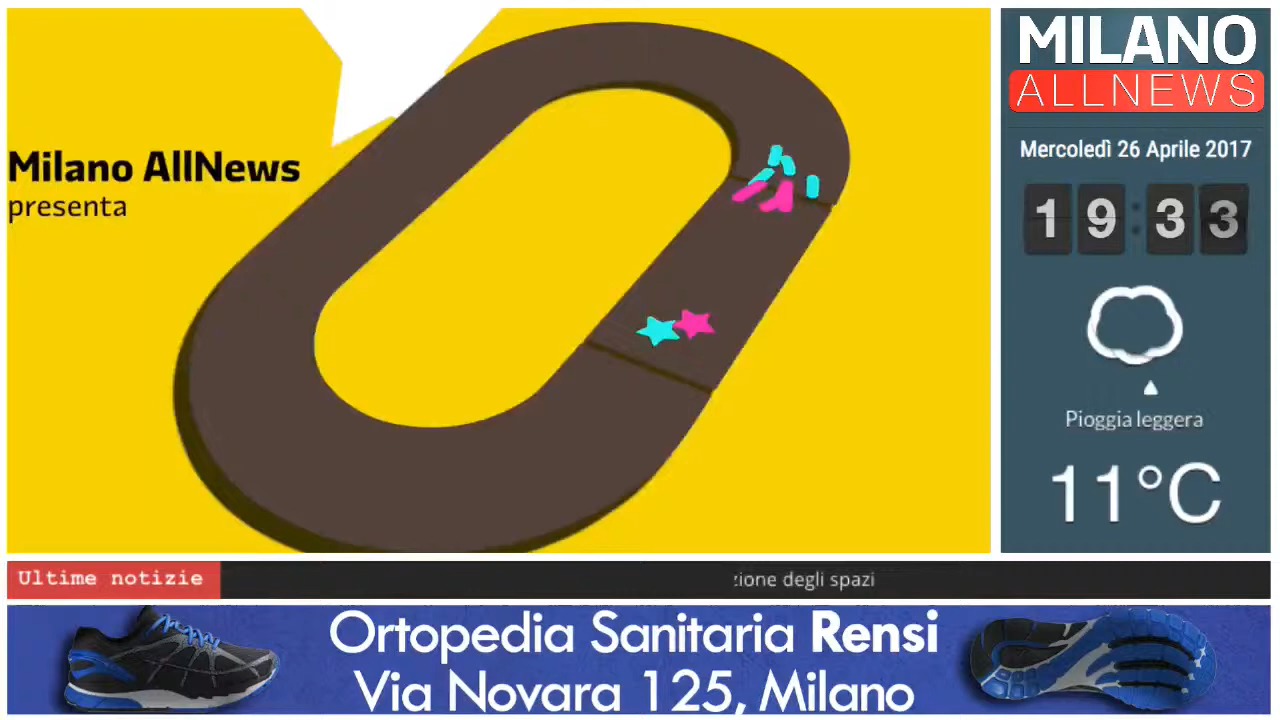 Milano AllNews
presenta
MILANO
ALLNEWS
Mercoledì 26 Aprile 2017
19:33
Pioggia leggera
11°C
Ultime notizie
zione degli spazi
Ortopedia Sanitaria Rensi
Via Novara 125, Milano